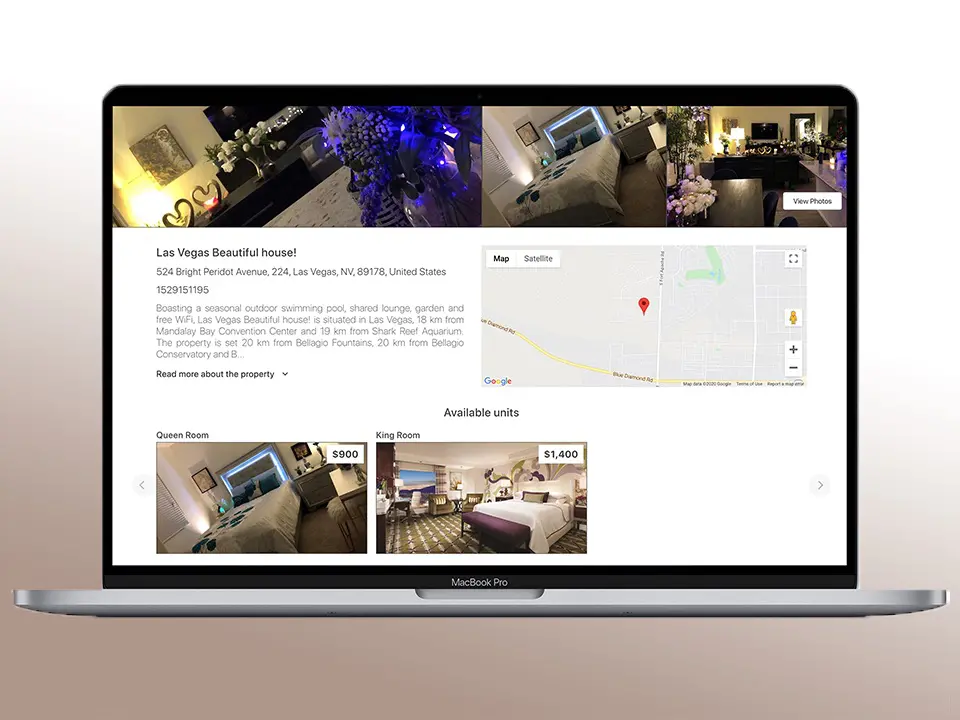 View Photos
Las Vegas Beautiful house!
524 Bright Peridot Avenue, 224, Las Vegas, NV, 89178, United States
1529151195
Boasting a seasonal outdoor swimming pool, shared lounge, garden and
free WiFi, Las Vegas Beautiful house! is situated in Las Vegas, 18 km from
Mandalay Bay Convention Center and 19 km from Shark Reef Aquarium.
The property is set 20 km from Bellagio Fountains, 20 km from Bellagio
Conservatory and B...
Read more about the property
Map Satellite
S Fort Apache Rd
ue Diamond Rd
Blue Diamond Rd
Google
Map data ©2020 Google Terms of Use Report a map error
Available units
Queen Room
$900
King Room
$1,400
MacBook Pro